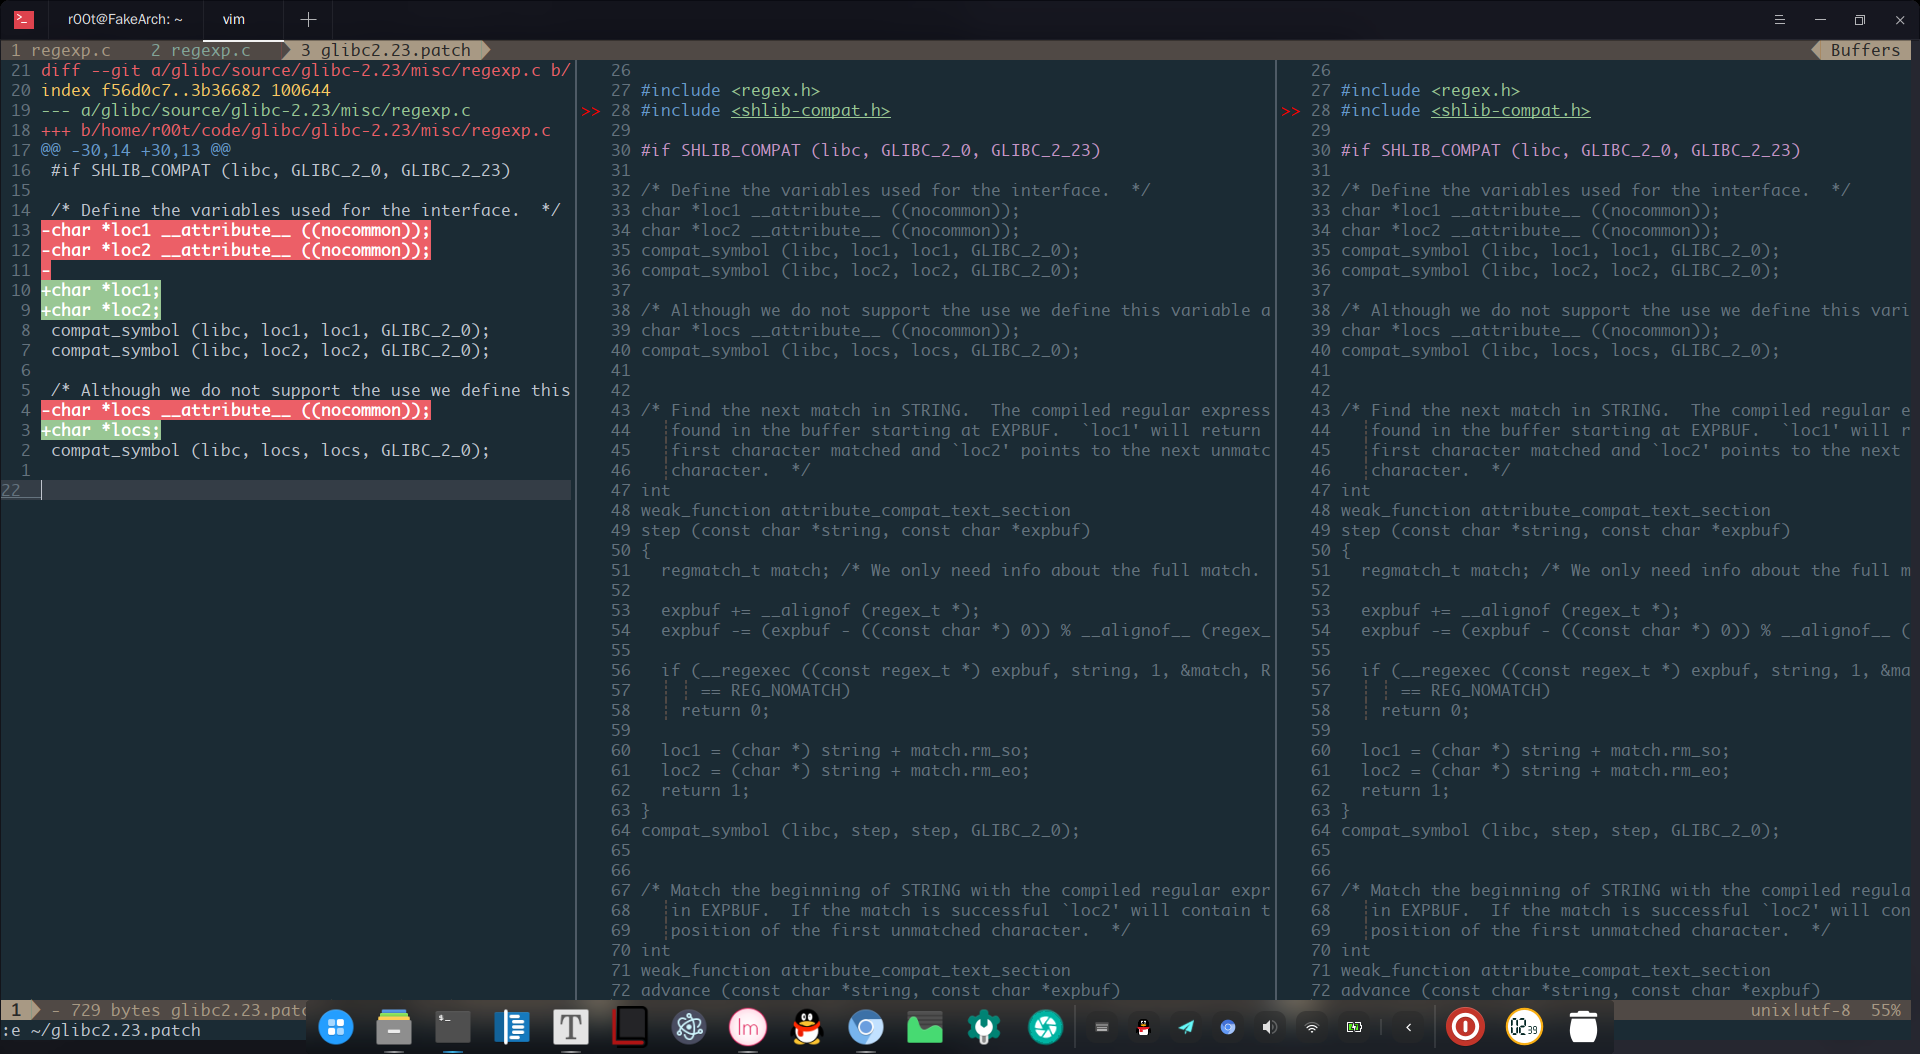 r00t@FakeArch: ~
vim
1 regexp.c 2 regexp.c 3 glibc2.23.patch Buffers
21 diff --git a/glibc/source/glibc-2.23/misc/regexp.c b/
20 index f56d0c7..3b36682 100644
19 --- a/glibc/source/glibc-2.23/misc/regexp.c
18 +++ b/home/r00t/code/glibc/glibc-2.23/misc/regexp.c
17 @@ -30,14 +30,13 @@
16  #if SHLIB_COMPAT (libc, GLIBC_2_0, GLIBC_2_23)
15
14  /* Define the variables used for the interface.  */
13 -char *loc1 __attribute__ ((nocommon));
12 -char *loc2 __attribute__ ((nocommon));
11 -
10 +char *loc1;
9 +char *loc2;
8  compat_symbol (libc, loc1, loc1, GLIBC_2_0);
7  compat_symbol (libc, loc2, loc2, GLIBC_2_0);
6
5  /* Although we do not support the use we define this
4 -char *locs __attribute__ ((nocommon));
3 +char *locs;
2  compat_symbol (libc, locs, locs, GLIBC_2_0);
1
22
26
27 #include <regex.h>
>> 28 #include <shlib-compat.h>
29
30 #if SHLIB_COMPAT (libc, GLIBC_2_0, GLIBC_2_23)
31
32 /* Define the variables used for the interface.  */
33 char *loc1 __attribute__ ((nocommon));
34 char *loc2 __attribute__ ((nocommon));
35 compat_symbol (libc, loc1, loc1, GLIBC_2_0);
36 compat_symbol (libc, loc2, loc2, GLIBC_2_0);
37
38 /* Although we do not support the use we define this variable a
39 char *locs __attribute__ ((nocommon));
40 compat_symbol (libc, locs, locs, GLIBC_2_0);
41
42
43 /* Find the next match in STRING.  The compiled regular express
44 found in the buffer starting at EXPBUF.  `loc1' will return
45 first character matched and `loc2' points to the next unmatc
46 character.  */
47 int
48 weak_function attribute_compat_text_section
49 step (const char *string, const char *expbuf)
50 {
51   regmatch_t match; /* We only need info about the full match.
52
53   expbuf += __alignof (regex_t *);
54   expbuf -= (expbuf - ((const char *) 0)) % __alignof__ (regex_
55
56   if (__regexec ((const regex_t *) expbuf, string, 1, &match, R
57       == REG_NOMATCH)
58     return 0;
59
60   loc1 = (char *) string + match.rm_so;
61   loc2 = (char *) string + match.rm_eo;
62   return 1;
63 }
64 compat_symbol (libc, step, step, GLIBC_2_0);
65
66
67 /* Match the beginning of STRING with the compiled regular expr
68 in EXPBUF.  If the match is successful `loc2' will contain t
69 position of the first unmatched character.  */
70 int
71 weak_function attribute_compat_text_section
72 advance (const char *string, const char *expbuf)
26
27 #include <regex.h>
>> 28 #include <shlib-compat.h>
29
30 #if SHLIB_COMPAT (libc, GLIBC_2_0, GLIBC_2_23)
31
32 /* Define the variables used for the interface.  */
33 char *loc1 __attribute__ ((nocommon));
34 char *loc2 __attribute__ ((nocommon));
35 compat_symbol (libc, loc1, loc1, GLIBC_2_0);
36 compat_symbol (libc, loc2, loc2, GLIBC_2_0);
37
38 /* Although we do not support the use we define this vari
39 char *locs __attribute__ ((nocommon));
40 compat_symbol (libc, locs, locs, GLIBC_2_0);
41
42
43 /* Find the next match in STRING.  The compiled regular e
44 found in the buffer starting at EXPBUF.  `loc1' will r
45 first character matched and `loc2' points to the next
46 character.  */
47 int
48 weak_function attribute_compat_text_section
49 step (const char *string, const char *expbuf)
50 {
51   regmatch_t match; /* We only need info about the full m
52
53   expbuf += __alignof (regex_t *);
54   expbuf -= (expbuf - ((const char *) 0)) % __alignof__ (
55
56   if (__regexec ((const regex_t *) expbuf, string, 1, &ma
57       == REG_NOMATCH)
58     return 0;
59
60   loc1 = (char *) string + match.rm_so;
61   loc2 = (char *) string + match.rm_eo;
62   return 1;
63 }
64 compat_symbol (libc, step, step, GLIBC_2_0);
65
66
67 /* Match the beginning of STRING with the compiled regula
68 in EXPBUF.  If the match is successful `loc2' will con
69 position of the first unmatched character.  */
70 int
71 weak_function attribute_compat_text_section
72 advance (const char *string, const char *expbuf)
1 - 729 bytes glibc2.23.patc unix|utf-8 55%
:e ~/glibc2.23.patch
$_
T
lm
02 39